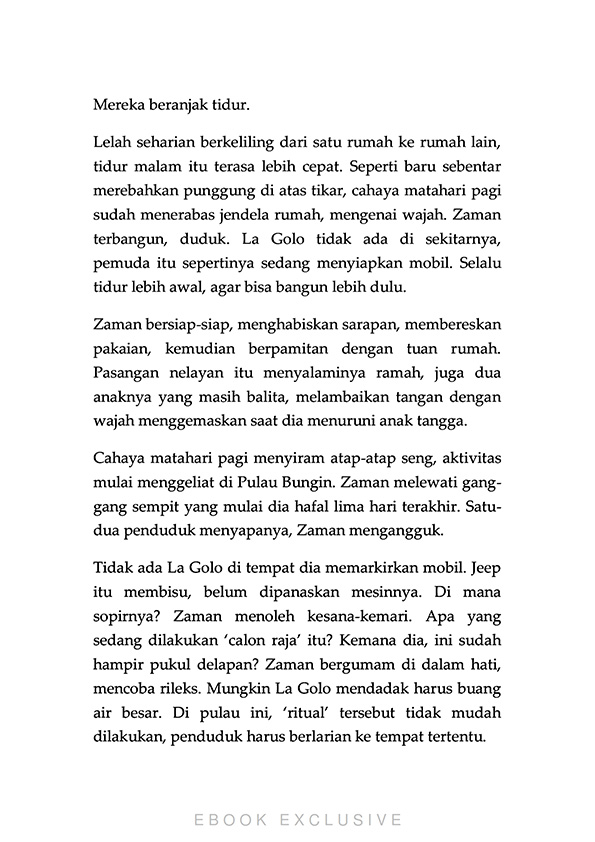 Mereka beranjak tidur.
Lelah seharian berkeliling dari satu rumah ke rumah lain,
tidur malam itu terasa lebih cepat. Seperti baru sebentar
merebahkan punggung di atas tikar, cahaya matahari pagi
sudah menerabas jendela rumah, mengenai wajah. Zaman
terbangun, duduk. La Golo tidak ada di sekitarnya,
pemuda itu sepertinya sedang menyiapkan mobil. Selalu
tidur lebih awal, agar bisa bangun lebih dulu.
Zaman bersiap-siap, menghabiskan sarapan, membereskan
pakaian, kemudian berpamitan dengan tuan rumah.
Pasangan nelayan itu menyalaminya ramah, juga dua
anaknya yang masih balita, melambaikan tangan dengan
wajah menggemaskan saat dia menuruni anak tangga.
Cahaya matahari pagi menyiram atap-atap seng, aktivitas
mulai menggeliat di Pulau Bungin. Zaman melewati gang-
gang sempit yang mulai dia hafal lima hari terakhir. Satu-
dua penduduk menyapanya, Zaman mengangguk.
Tidak ada La Golo di tempat dia memarkirkan mobil. Jeep
itu membisu, belum dipanaskan mesinnya. Di mana
sopirnya? Zaman menoleh kesana-kemari. Apa yang
sedang dilakukan ‘calon raja’ itu? Kemana dia, ini sudah
hampir pukul delapan? Zaman bergumam di dalam hati,
mencoba rileks. Mungkin La Golo mendadak harus buang
air besar. Di pulau ini, ‘ritual’ tersebut tidak mudah
dilakukan, penduduk harus berlarian ke tempat tertentu.
EBOOK EXCLUSIVE